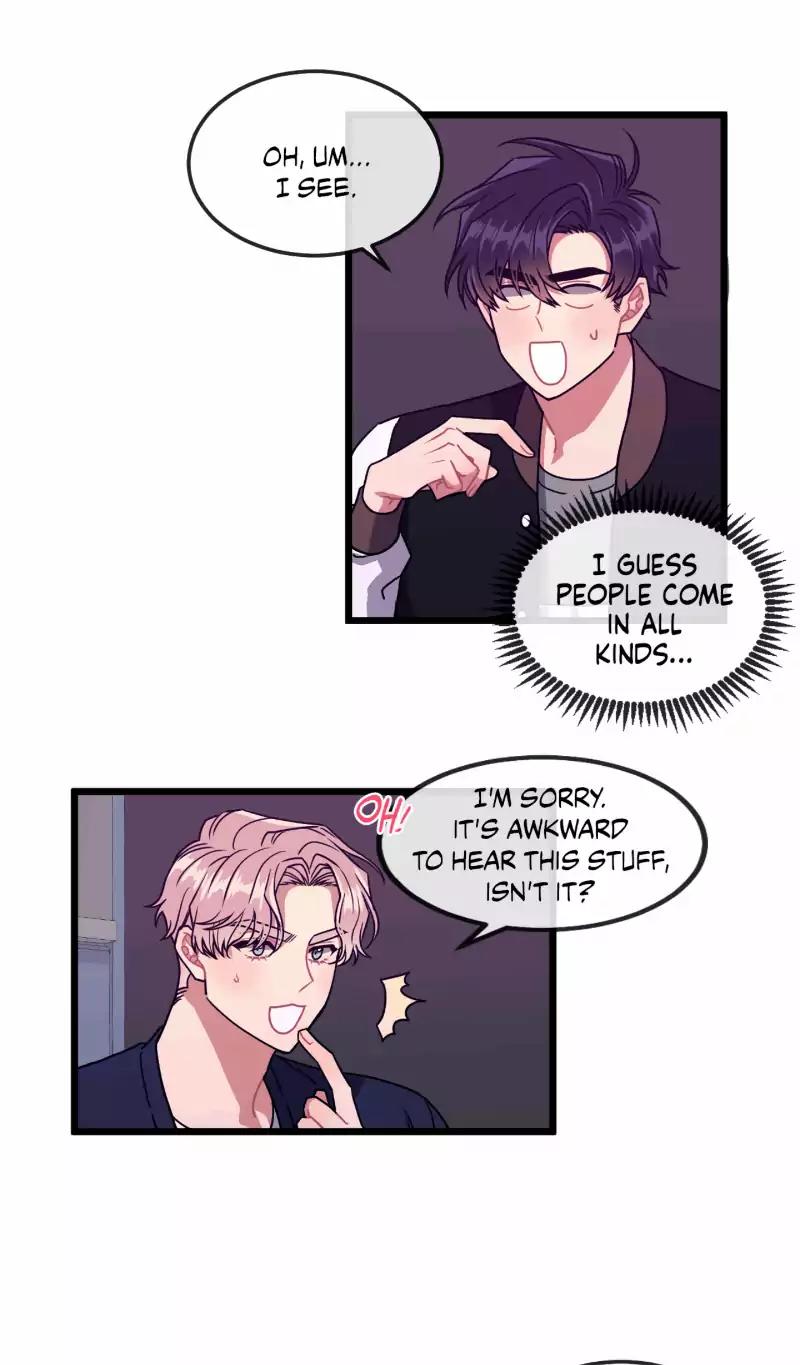 OH, UM...
I SEE.
I GUESS
PEOPLE COME
IN ALL
KINDS...
OH!
I'M SORRY.
IT'S AWKWARD
TO HEAR THIS STUFF,
ISN'T IT?